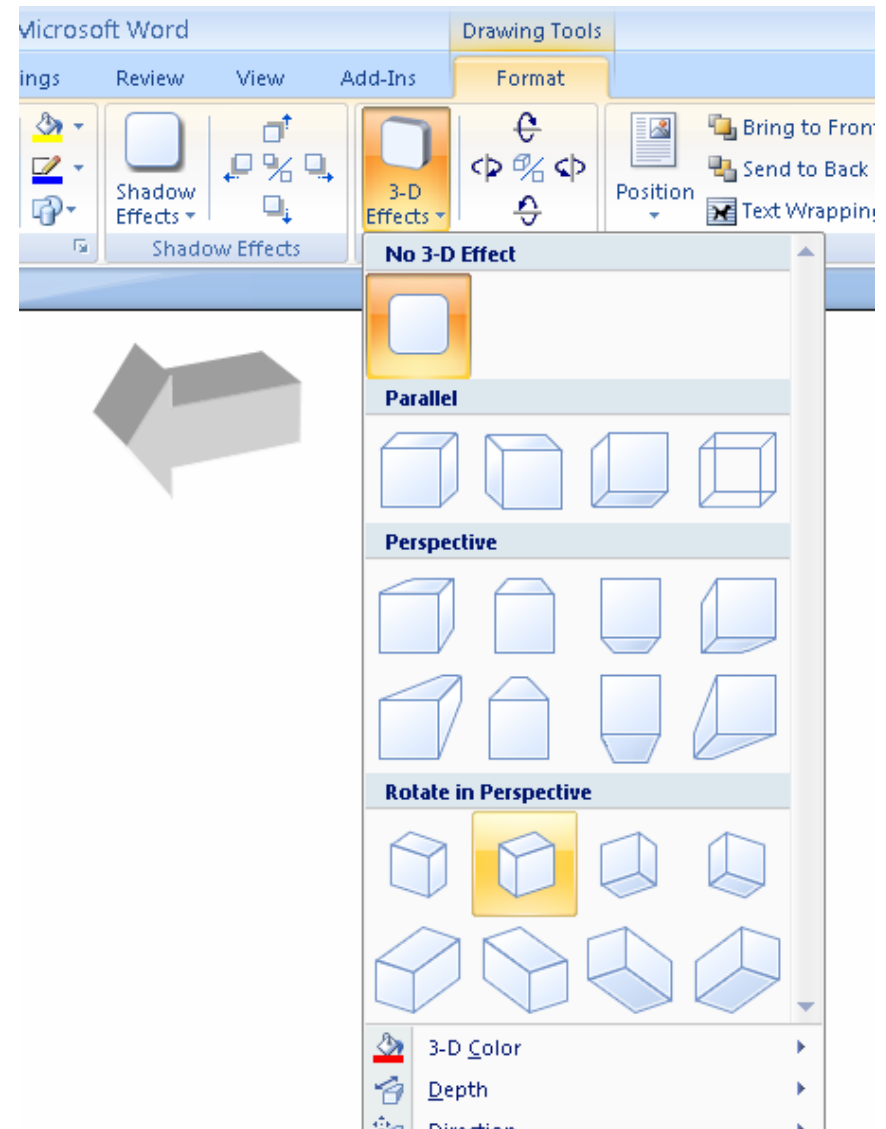 Microsoft Word Drawing Tools
ings Review View Add-Ins Format
Bring to Front
Send to Back
Shadow Effects
3-D Effects
Position
Text Wrapping
Shadow Effects
No 3-D Effect
Parallel
Perspective
Rotate in Perspective
3-D Color
Depth
Direction